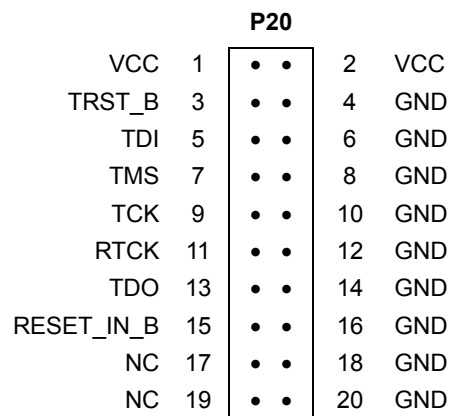 P20
VCC 1 • • 2 VCC
TRST_B 3 • • 4 GND
TDI 5 • • 6 GND
TMS 7 • • 8 GND
TCK 9 • • 10 GND
RTCK 11 • • 12 GND
TDO 13 • • 14 GND
RESET_IN_B 15 • • 16 GND
NC 17 • • 18 GND
NC 19 • • 20 GND